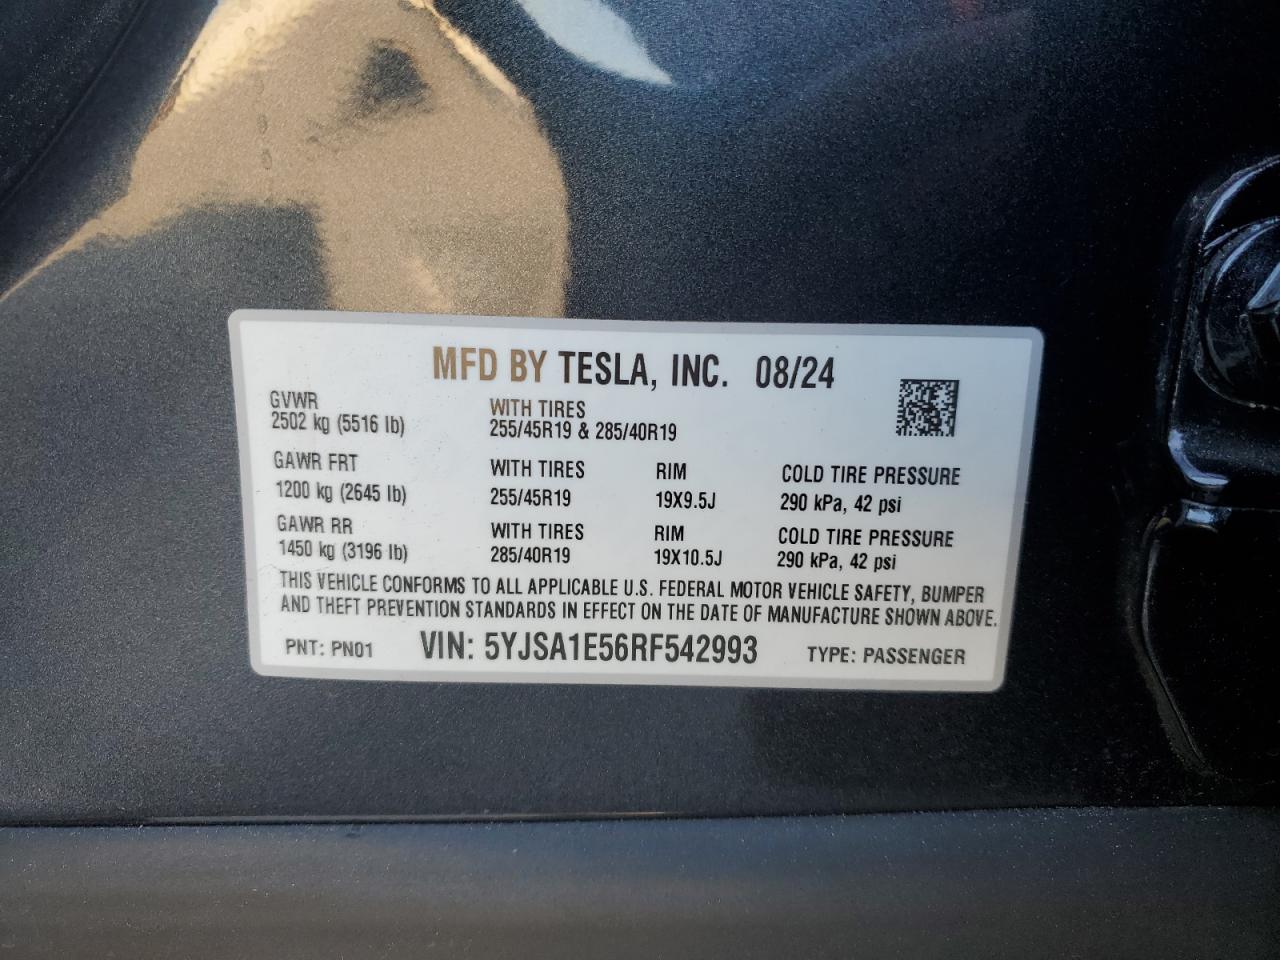 MFD BY TESLA, INC. 08/24
GVWR
2502 kg (5516 lb)
WITH TIRES
255/45R19 & 285/40R19
GAWR FRT WITH TIRES RIM COLD TIRE PRESSURE
1200 kg (2645 lb) 255/45R19 19X9.5J 290 kPa, 42 psi
GAWR RR WITH TIRES RIM COLD TIRE PRESSURE
1450 kg (3196 lb) 285/40R19 19X10.5J 290 kPa, 42 psi
THIS VEHICLE CONFORMS TO ALL APPLICABLE U.S. FEDERAL MOTOR VEHICLE SAFETY, BUMPER
AND THEFT PREVENTION STANDARDS IN EFFECT ON THE DATE OF MANUFACTURE SHOWN ABOVE.
PNT: PN01 VIN: 5YJSA1E56RF542993 TYPE: PASSENGER